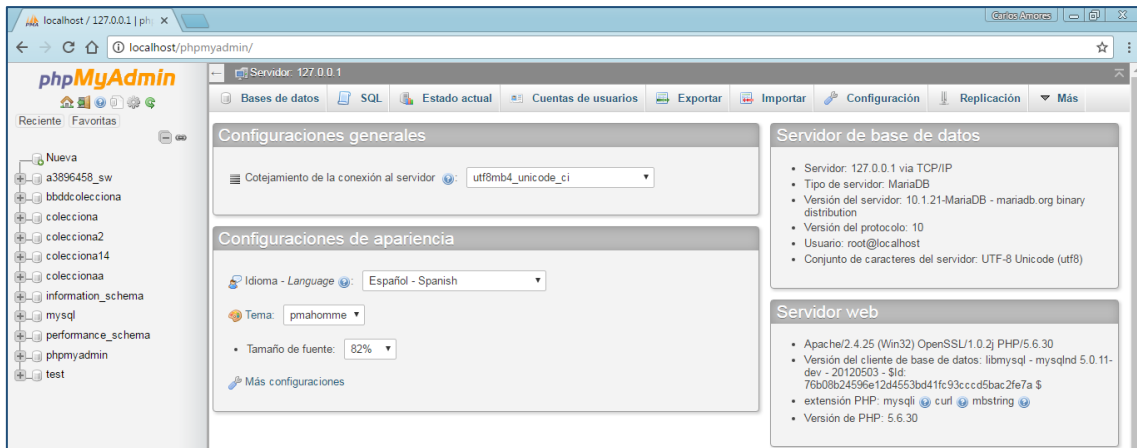 localhost / 127.0.0.1 | ph
Carlos Amores
localhost/phpmyadmin/
phpMyAdmin
Reciente Favoritas
Nueva
a3896458_sw
bbddcolecciona
colecciona
colecciona2
colecciona14
coleccionaa
information_schema
mysql
performance_schema
phpmyadmin
test
Servidor: 127.0.0.1
Bases de datos SQL Estado actual Cuentas de usuarios Exportar Importar Configuración Replicación Más
Configuraciones generales
Cotejamiento de la conexión al servidor : utf8mb4_unicode_ci
Configuraciones de apariencia
Idioma - Language : Español - Spanish
Tema: pmahomme
• Tamaño de fuente: 82%
Más configuraciones
Servidor de base de datos
• Servidor: 127.0.0.1 via TCP/IP
• Tipo de servidor: MariaDB
• Versión del servidor: 10.1.21-MariaDB - mariadb.org binary
distribution
• Versión del protocolo: 10
• Usuario: root@localhost
• Conjunto de caracteres del servidor: UTF-8 Unicode (utf8)
Servidor web
• Apache/2.4.25 (Win32) OpenSSL/1.0.2j PHP/5.6.30
• Versión del cliente de base de datos: libmysql - mysqlnd 5.0.11-
dev - 20120503 - $Id:
76b08b24596e12d4553bd41fc93cccd5bac2fe7a $
• extensión PHP: mysqli curl mbstring
• Versión de PHP: 5.6.30